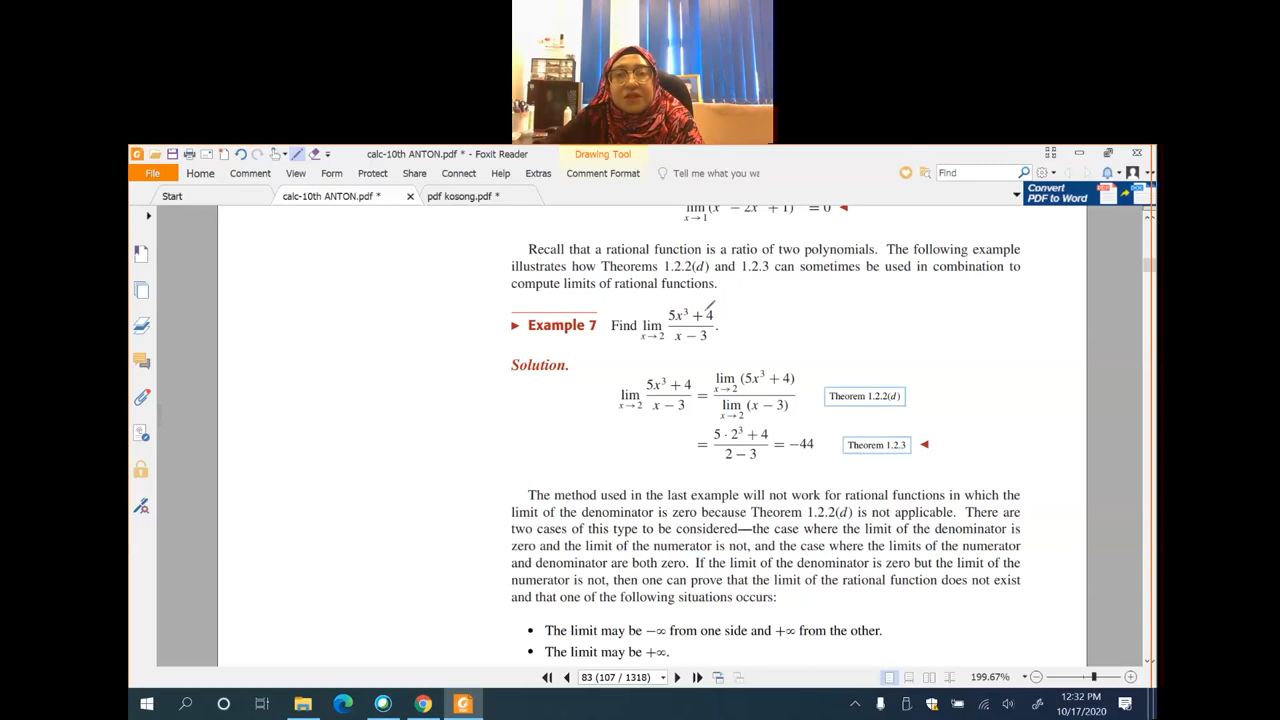 calc-10th ANTON.pdf * - Foxit Reader
Drawing Tool
File Home Comment View Form Protect Share Connect Help Extras Comment Format Tell me what you wa Find
Start calc-10th ANTON.pdf * pdf kosong.pdf *
Convert
PDF to Word
lim (x − 2x + 1) = 0
x→1
Recall that a rational function is a ratio of two polynomials. The following example
illustrates how Theorems 1.2.2(d) and 1.2.3 can sometimes be used in combination to
compute limits of rational functions.
Example 7 Find lim x→2 (5x³ + 4)/(x − 3).
Solution.
lim x→2 (5x³ + 4)/(x − 3) = lim x→2 (5x³ + 4) / lim x→2 (x − 3) Theorem 1.2.2(d)
= (5 · 2³ + 4)/(2 − 3) = −44 Theorem 1.2.3
The method used in the last example will not work for rational functions in which the
limit of the denominator is zero because Theorem 1.2.2(d) is not applicable. There are
two cases of this type to be considered—the case where the limit of the denominator is
zero and the limit of the numerator is not, and the case where the limits of the numerator
and denominator are both zero. If the limit of the denominator is zero but the limit of the
numerator is not, then one can prove that the limit of the rational function does not exist
and that one of the following situations occurs:
• The limit may be −∞ from one side and +∞ from the other.
• The limit may be +∞.
83 (107 / 1318) 199.67%
12:32 PM
10/17/2020